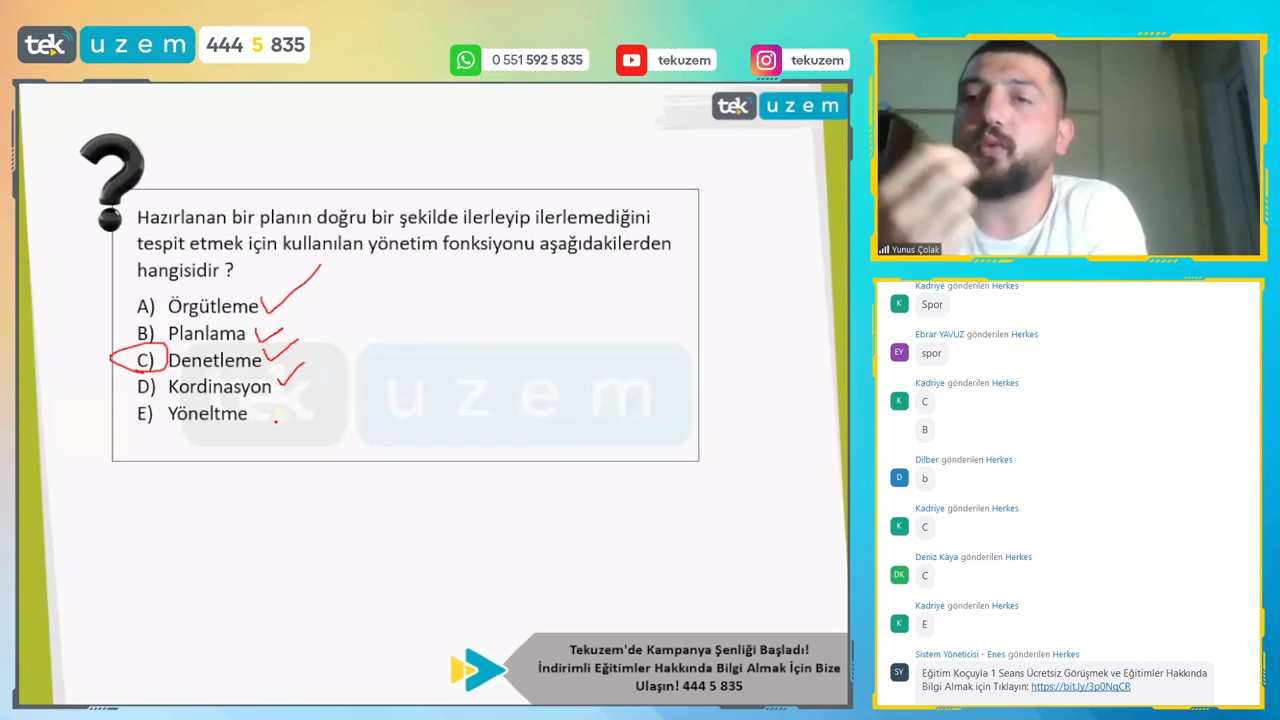 tek uzem 444 5 835
0 551 592 5 835
tekuzem
tekuzem
tek uzem
Hazırlanan bir planın doğru bir şekilde ilerleyip ilerlemediğini
tespit etmek için kullanılan yönetim fonksiyonu aşağıdakilerden
hangisidir ?
A) Örgütleme
B) Planlama
C) Denetleme
D) Kordinasyon
E) Yöneltme
tek uzem
Tekuzem'de Kampanya Şenliği Başladı!
İndirimli Eğitimler Hakkında Bilgi Almak İçin Bize
Ulaşın! 444 5 835
Yunus Çolak
Kadriye gönderilen Herkes
K Spor
Ebrar YAVUZ gönderilen Herkes
EY spor
Kadriye gönderilen Herkes
K C
B
Dilber gönderilen Herkes
D b
Kadriye gönderilen Herkes
K C
Deniz Kaya gönderilen Herkes
DK C
Kadriye gönderilen Herkes
K E
Sistem Yöneticisi - Enes gönderilen Herkes
SY Eğitim Koçuyla 1 Seans Ücretsiz Görüşmek ve Eğitimler Hakkında
Bilgi Almak için Tıklayın: https://bit.ly/3p0NqCR